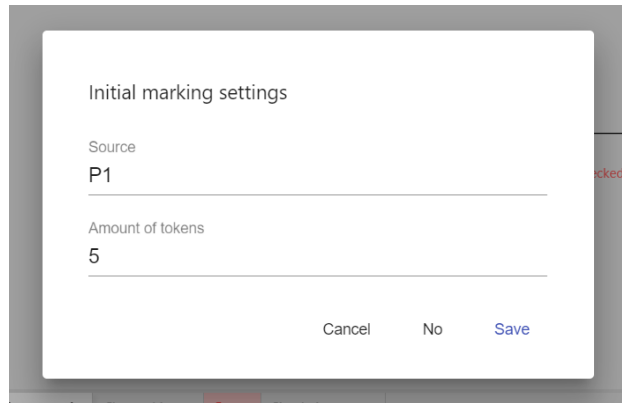 Initial marking settings
Source
P1
Amount of tokens
5
Cancel No Save